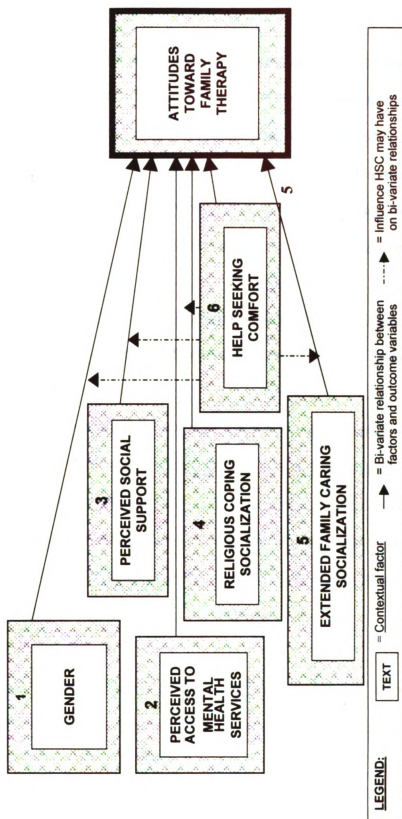 1
GENDER
2
PERCEIVED ACCESS TO
MENTAL
HEALTH
SERVICES
3
PERCEIVED SOCIAL
SUPPORT
4
RELIGIOUS COPING
SOCIALIZATION
5
EXTENDED FAMILY CARING
SOCIALIZATION
6
HELP SEEKING
COMFORT
ATTITUDES
TOWARD
FAMILY
THERAPY
5
LEGEND:
TEXT
= Contextual factor
= Bi-variate relationship between
factors and outcome variables
= Influence HSC may have
on bi-variate relationships